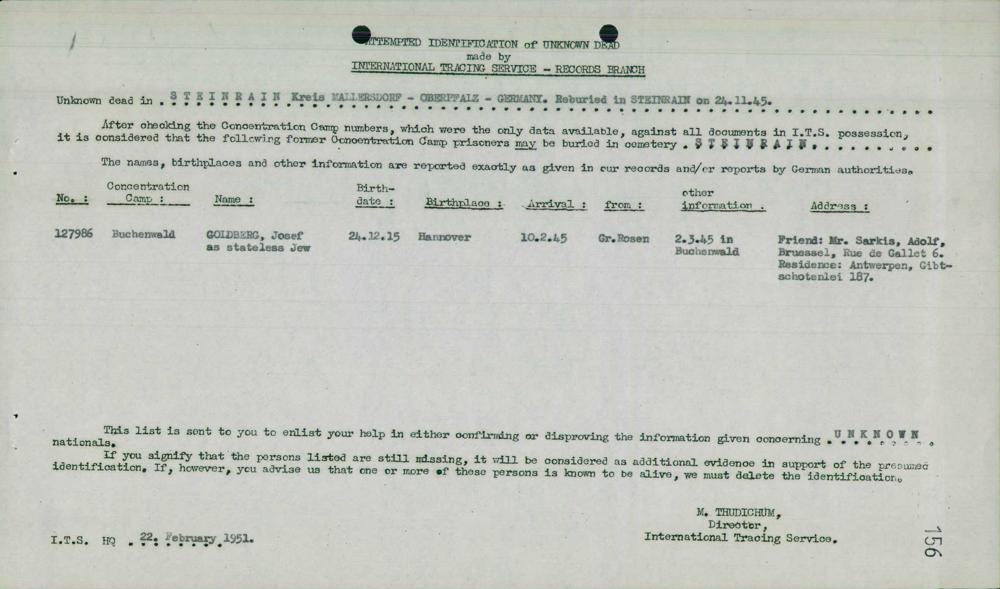 ATTEMPTED IDENTIFICATION of UNKNOWN DEAD
made by
INTERNATIONAL TRACING SERVICE - RECORDS BRANCH
Unknown dead in . STEINRAIN Kreis MALLERSDORF - OBERPFALZ - GERMANY. Reburied in STEINRAIN on 24.11.45.
After checking the Concentration Camp numbers, which were the only data available, against all documents in I.T.S. possession,
it is considered that the following former Concentration Camp prisoners may be buried in cemetery . STEINRAIN. . . . . . . . . .
The names, birthplaces and other information are reported exactly as given in our records and/or reports by German authorities.
No. : Concentration Camp : Name : Birth-date : Birthplace : Arrival : from : other information . Address :
127986 Buchenwald GOLDBERG, Josef 24.12.15 Hannover 10.2.45 Gr.Rosen 2.3.45 in Friend: Mr. Sarkis, Adolf,
as stateless Jew Buchenwald Bruessel, Rue de Gallet 6.
Residence: Antwerpen, Gibt-
schotenlei 187.
This list is sent to you to enlist your help in either confirming or disproving the information given concerning . UNKNOWN .
nationals.
If you signify that the persons listed are still missing, it will be considered as additional evidence in support of the presumed
identification. If, however, you advise us that one or more of these persons is known to be alive, we must delete the identification.
M. THUDICHUM,
Director,
I.T.S. HQ . 22. February 1951. International Tracing Service.
156